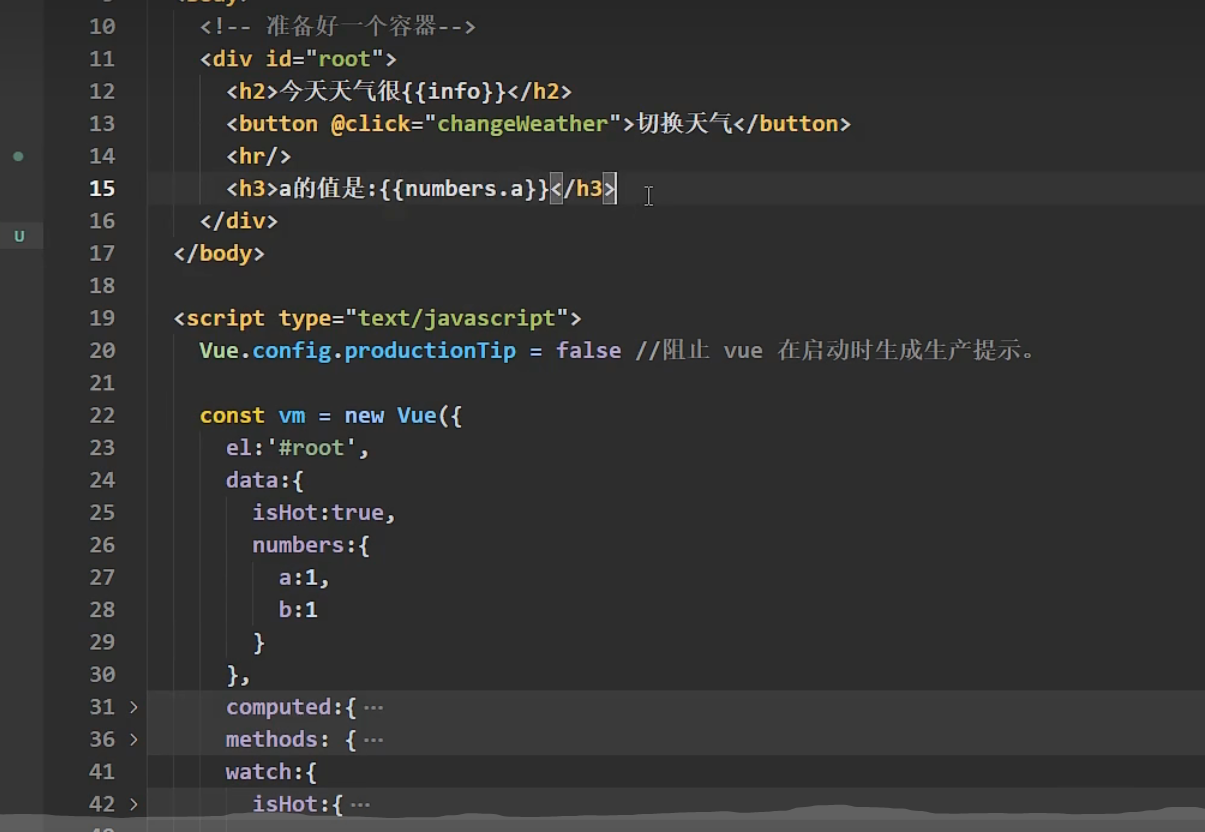 <body>
10 <!-- 准备好一个容器-->
11 <div id="root">
12 <h2>今天天气很{{info}}</h2>
13 <button @click="changeWeather">切换天气</button>
14 <hr/>
15 <h3>a的值是:{{numbers.a}}</h3>
16 </div>
U
17 </body>
18
19 <script type="text/javascript">
20 Vue.config.productionTip = false //阻止 vue 在启动时生成生产提示。
21
22 const vm = new Vue({
23 el:'#root',
24 data:{
25 isHot:true,
26 numbers:{
27 a:1,
28 b:1
29 }
30 },
31 > computed:{ ···
36 > methods: { ···
41 watch:{
42 > isHot:{ ···